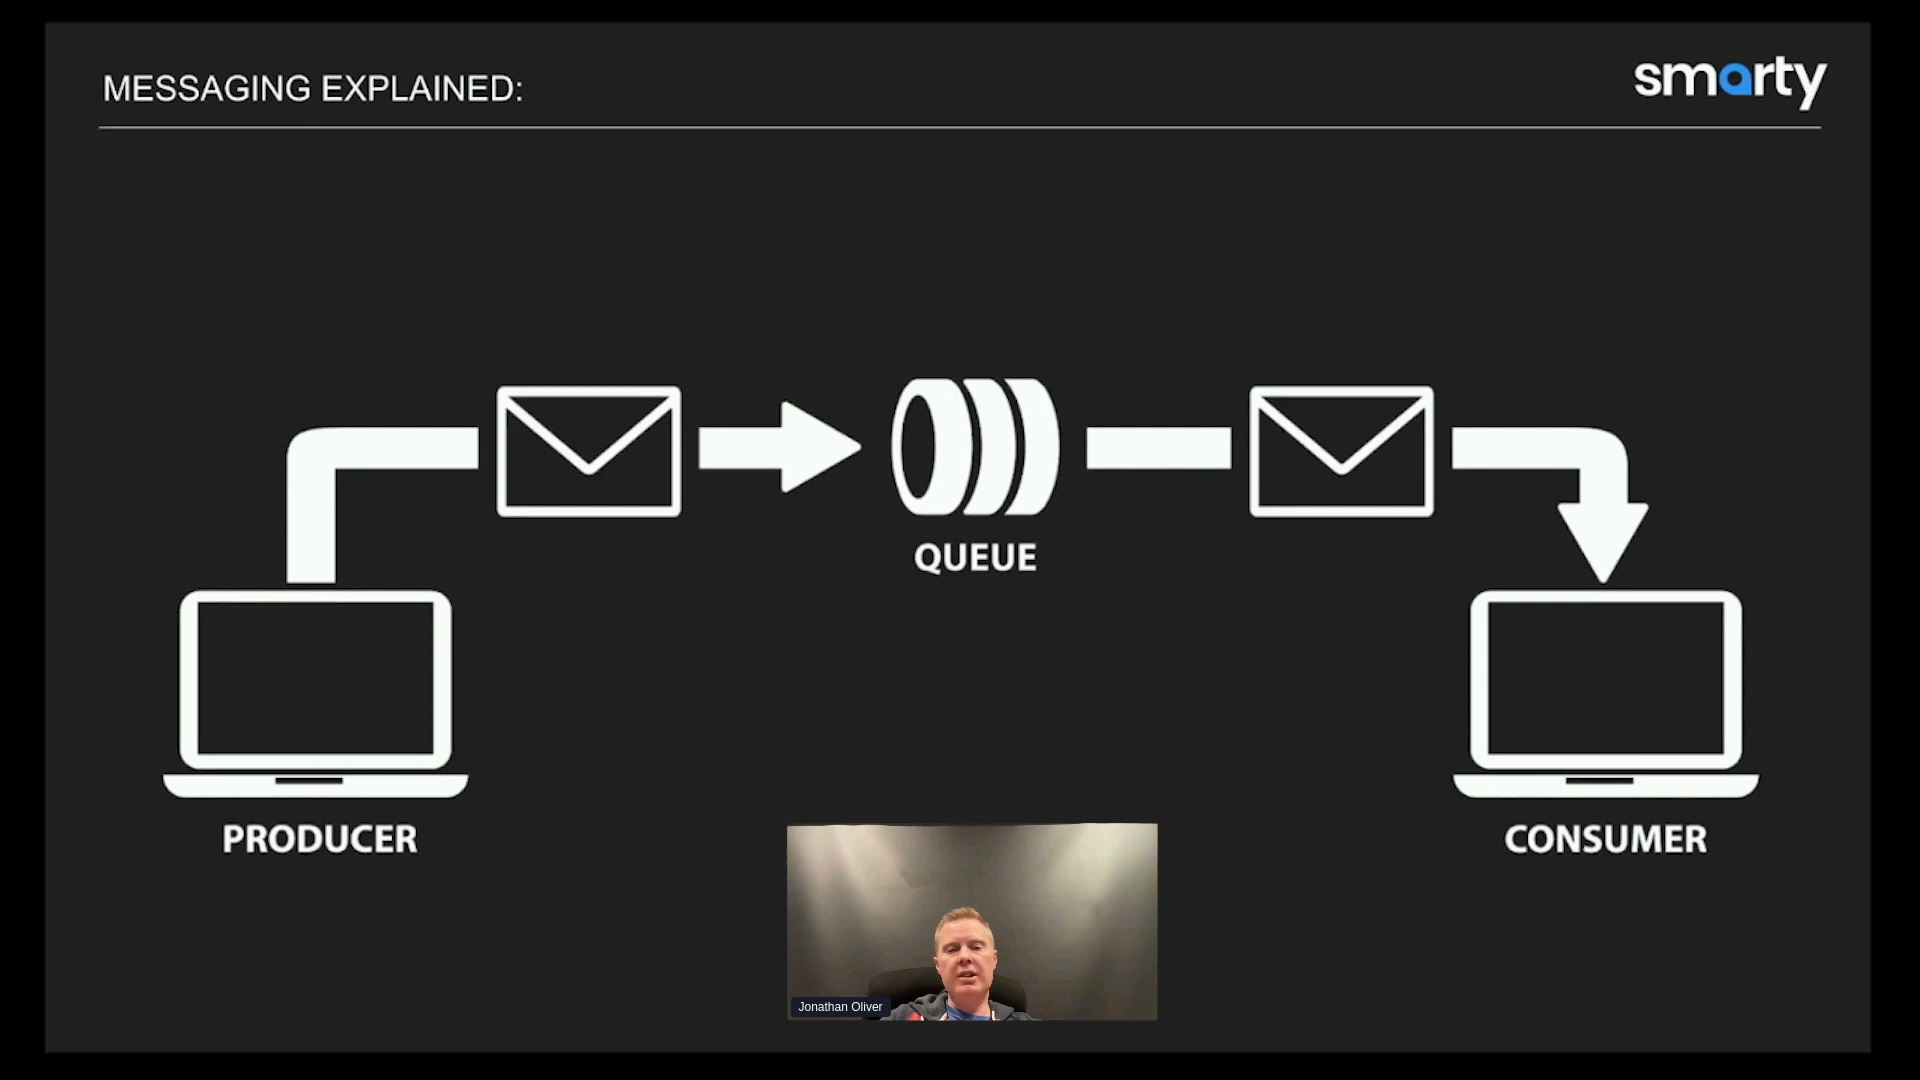 MESSAGING EXPLAINED:
smarty
QUEUE
PRODUCER
CONSUMER
Jonathan Oliver